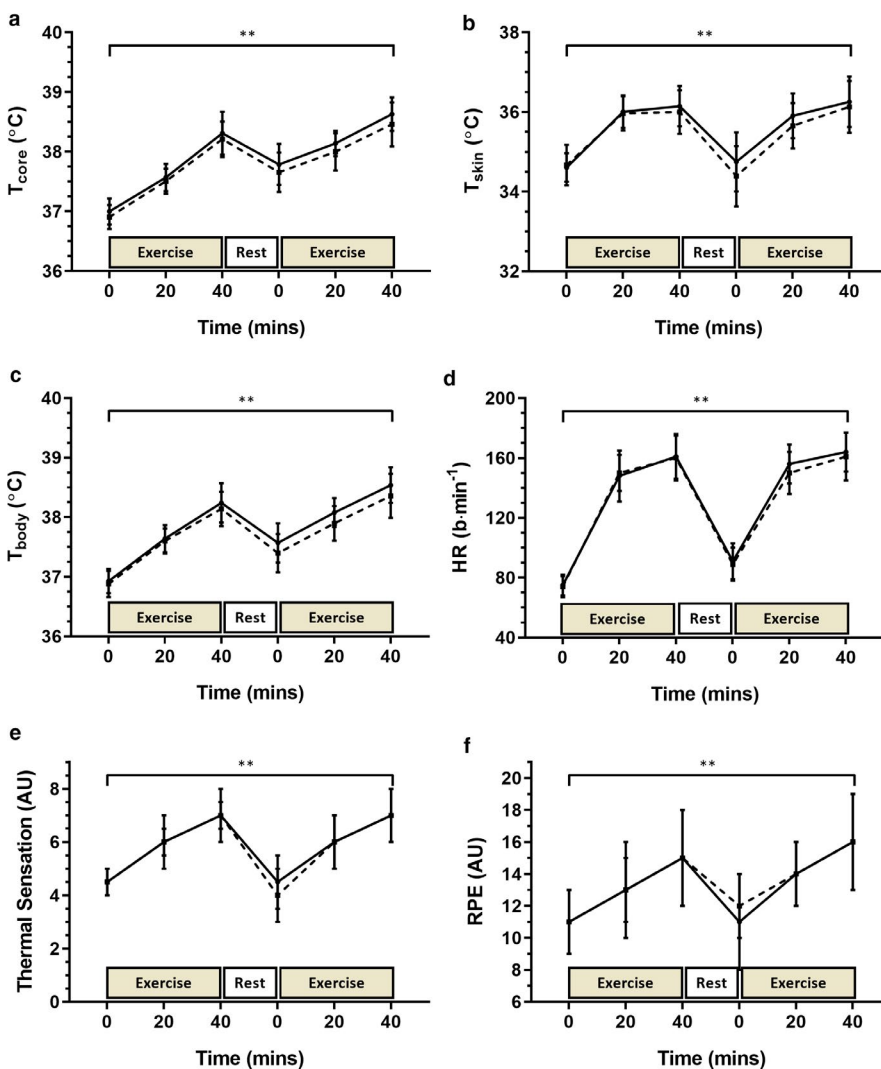 a
**
T_core (°C)
40
39
38
37
36
Exercise Rest Exercise
0 20 40 0 20 40
Time (mins)
b
**
T_skin (°C)
38
36
34
32
Exercise Rest Exercise
0 20 40 0 20 40
Time (mins)
c
**
T_body (°C)
40
39
38
37
36
Exercise Rest Exercise
0 20 40 0 20 40
Time (mins)
d
**
HR (b·min⁻¹)
200
160
120
80
40
Exercise Rest Exercise
0 20 40 0 20 40
Time (mins)
e
**
Thermal Sensation (AU)
8
6
4
2
0
Exercise Rest Exercise
0 20 40 0 20 40
Time (mins)
f
**
RPE (AU)
20
18
16
14
12
10
8
6
Exercise Rest Exercise
0 20 40 0 20 40
Time (mins)